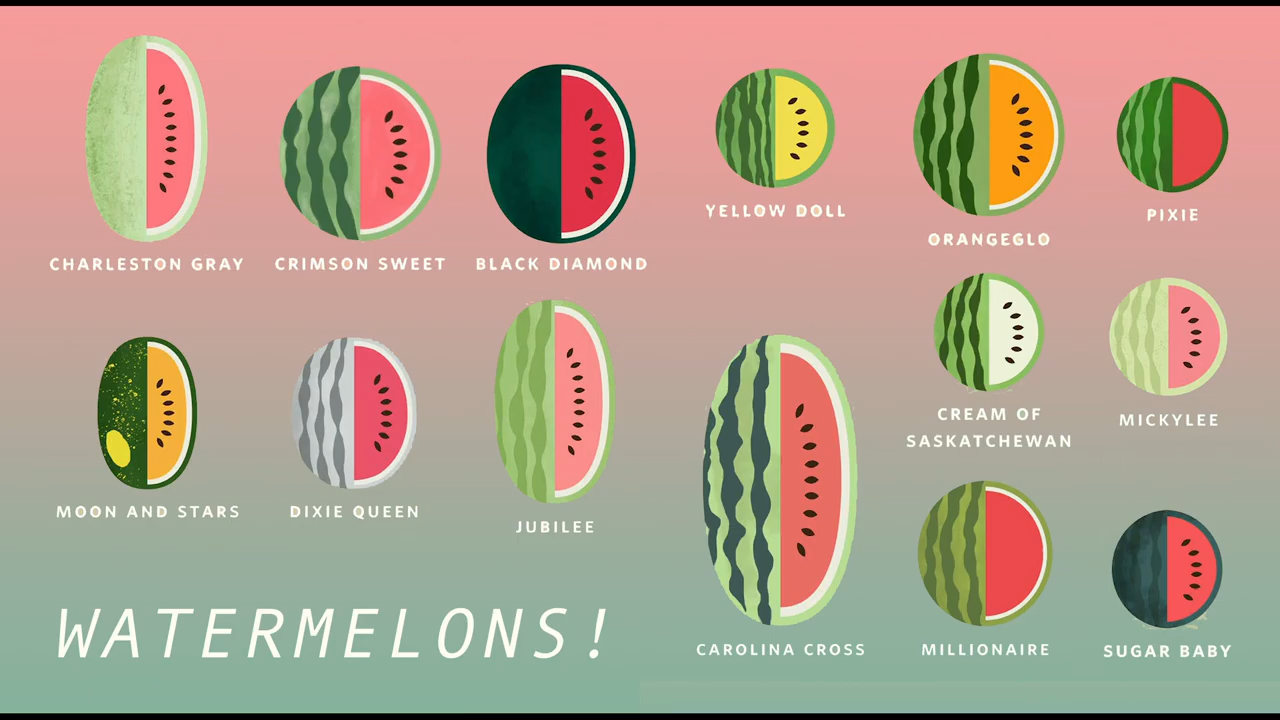 CHARLESTON GRAY
CRIMSON SWEET
BLACK DIAMOND
YELLOW DOLL
ORANGEGLO
PIXIE
MOON AND STARS
DIXIE QUEEN
JUBILEE
CREAM OF
SASKATCHEWAN
MICKYLEE
WATERMELONS!
CAROLINA CROSS
MILLIONAIRE
SUGAR BABY